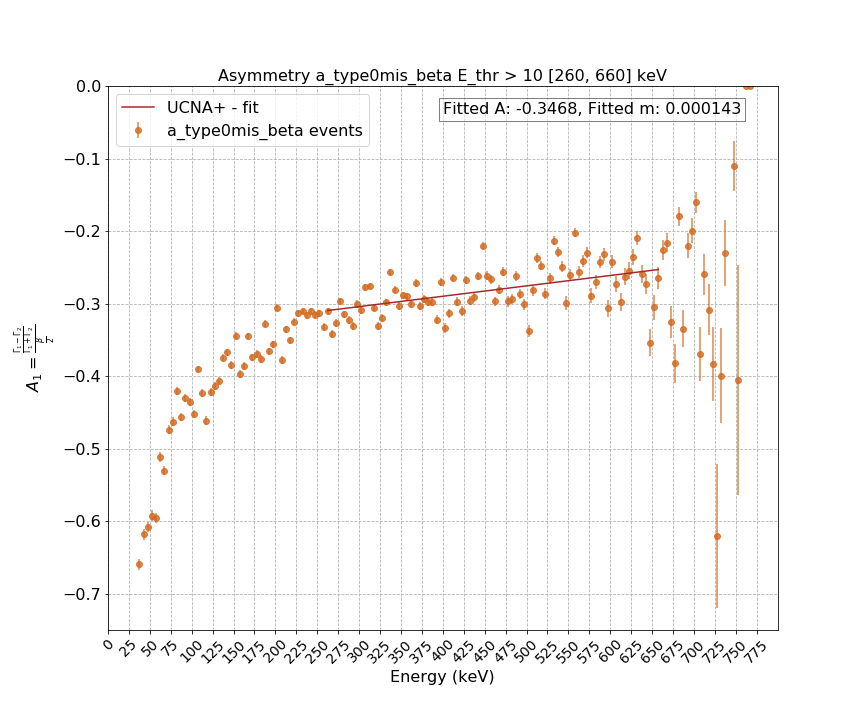 Asymmetry a_type0mis_beta E_thr > 10 [260, 660] keV
UCNA+ - fit
a_type0mis_beta events
Fitted A: -0.3468, Fitted m: 0.000143
0.0
−0.1
−0.2
−0.3
−0.4
−0.5
−0.6
−0.7
0 25 50 75 100 125 150 175 200 225 250 275 300 325 350 375 400 425 450 475 500 525 550 575 600 625 650 675 700 725 750 775
Energy (keV)